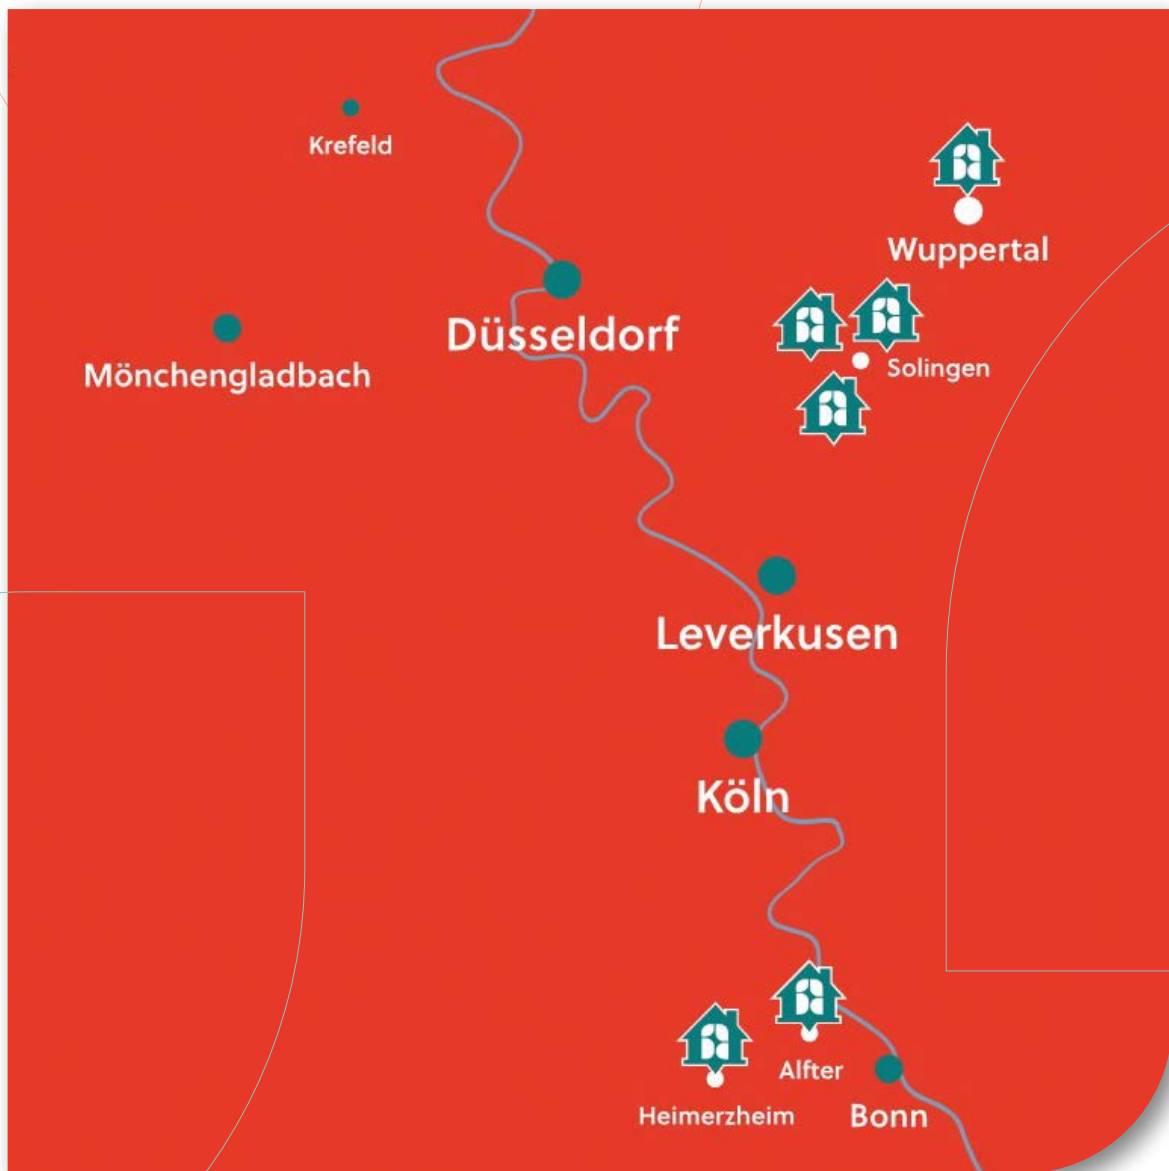 Krefeld
Wuppertal
Düsseldorf
Solingen
Mönchengladbach
Leverkusen
Köln
Alfter
Heimerzheim
Bonn